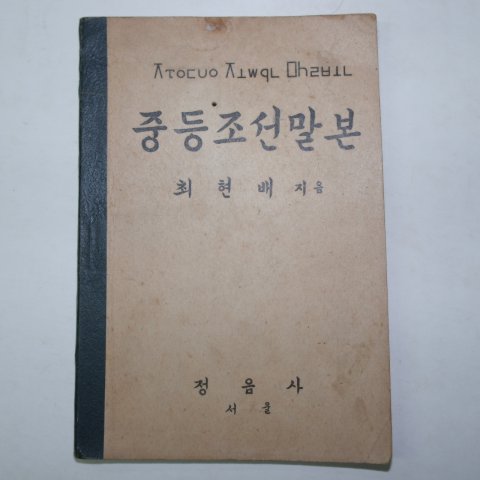 중등조선말본
최현배 지음
정음사
서울